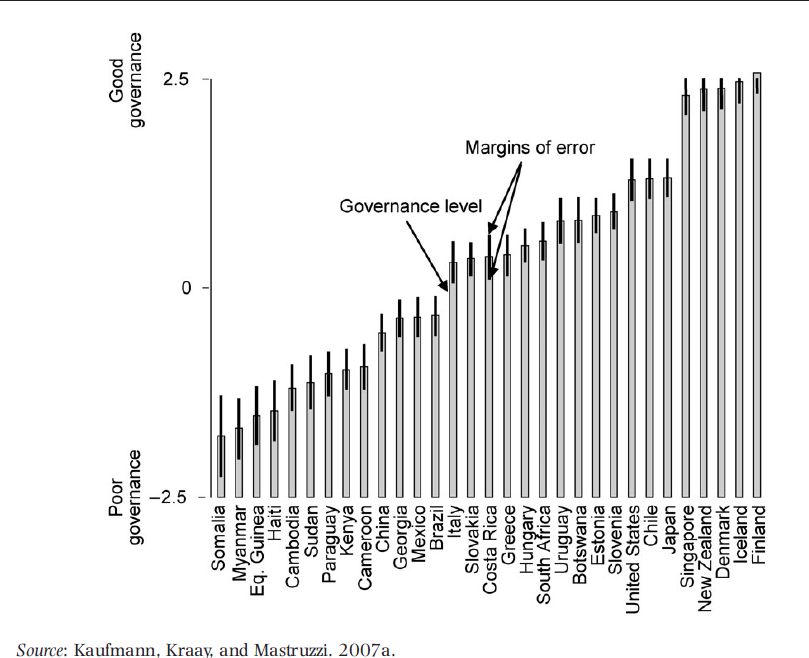 Good
governance
2.5
Margins of error
Governance level
0
Poor
governance
−2.5
Somalia
Myanmar
Eq. Guinea
Haiti
Cambodia
Sudan
Paraguay
Kenya
Cameroon
China
Georgia
Mexico
Brazil
Italy
Slovakia
Costa Rica
Greece
Hungary
South Africa
Uruguay
Botswana
Estonia
Slovenia
United States
Chile
Japan
Singapore
New Zealand
Denmark
Iceland
Finland
Source: Kaufmann, Kraay, and Mastruzzi. 2007a.